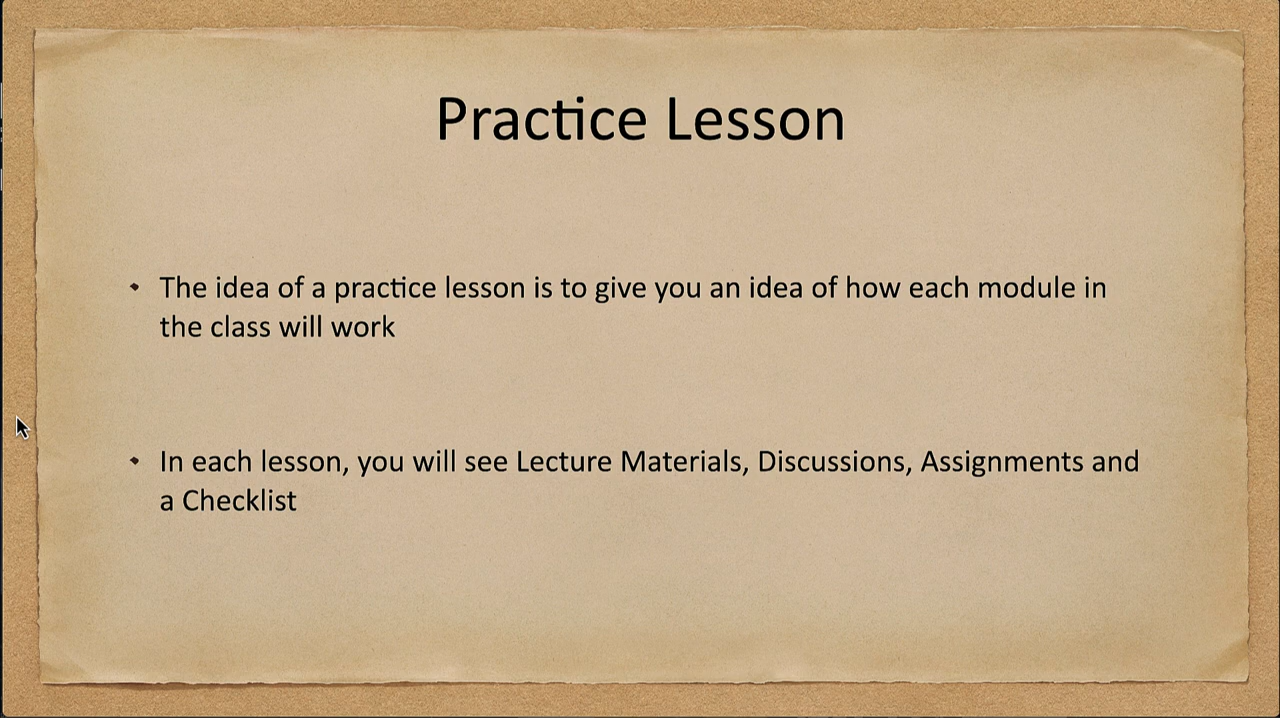 Practice Lesson
The idea of a practice lesson is to give you an idea of how each module in
the class will work
In each lesson, you will see Lecture Materials, Discussions, Assignments and
a Checklist